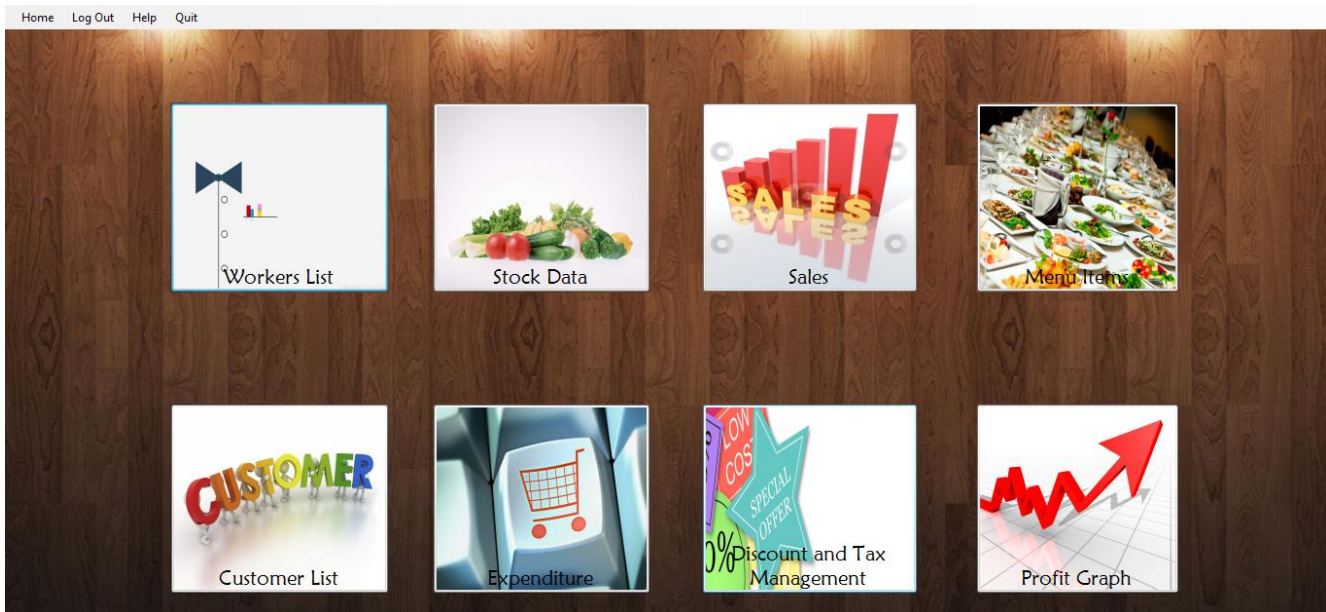 Home Log Out Help Quit
SALES
Workers List
Stock Data
Sales
Menu Items
CUSTOMER
LOW
COST
SPECIAL
OFFER
0%
Discount and Tax
Management
Customer List
Expenditure
Profit Graph